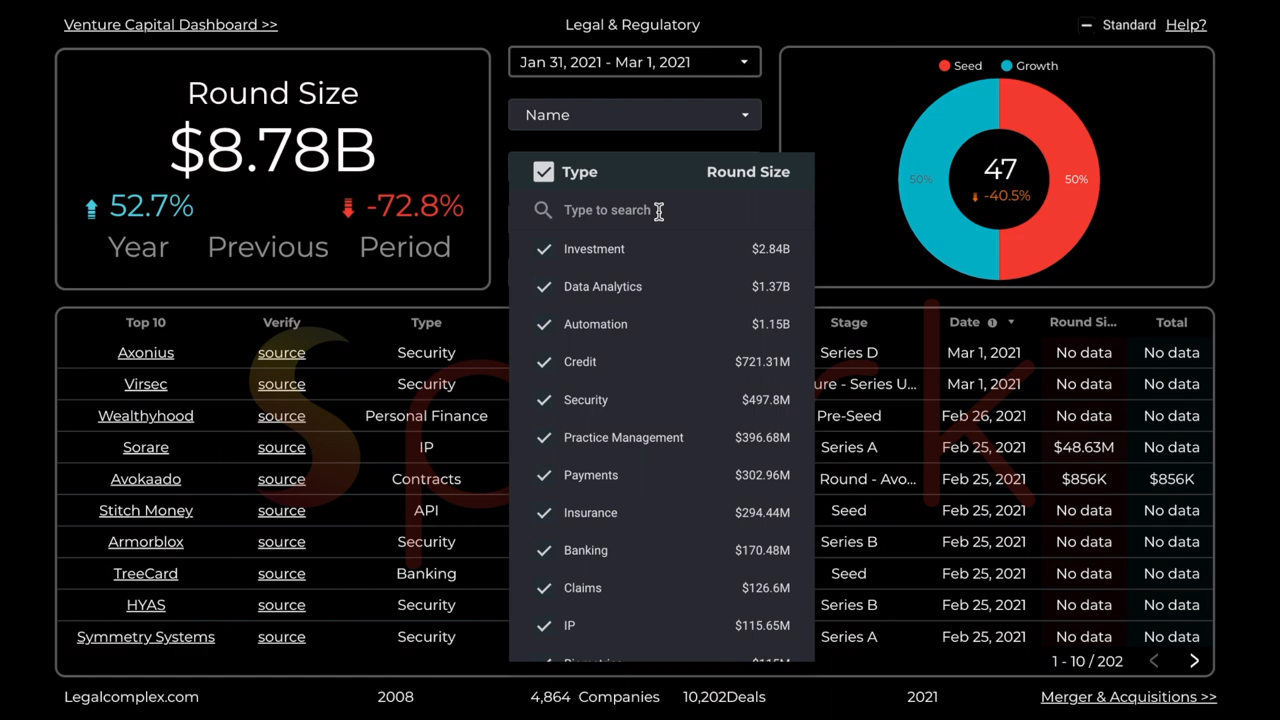 Venture Capital Dashboard >>
Legal & Regulatory
Standard Help?
Round Size
$8.78B
52.7% -72.8%
Year Previous Period
Jan 31, 2021 - Mar 1, 2021
Name
Type Round Size
Type to search
Investment $2.84B
Data Analytics $1.37B
Automation $1.15B
Credit $721.31M
Security $497.8M
Practice Management $396.68M
Payments $302.96M
Insurance $294.44M
Banking $170.48M
Claims $126.6M
IP $115.65M
Biometrics $115M
Seed Growth
47
-40.5%
50% 50%
Top 10 Verify Type Stage Date Round Si... Total
Axonius source Security Series D Mar 1, 2021 No data No data
Virsec source Security ure - Series U... Mar 1, 2021 No data No data
Wealthyhood source Personal Finance Pre-Seed Feb 26, 2021 No data No data
Sorare source IP Series A Feb 25, 2021 $48.63M No data
Avokaado source Contracts Round - Avo... Feb 25, 2021 $856K $856K
Stitch Money source API Seed Feb 25, 2021 No data No data
Armorblox source Security Series B Feb 25, 2021 No data No data
TreeCard source Banking Seed Feb 25, 2021 No data No data
HYAS source Security Series B Feb 25, 2021 No data No data
Symmetry Systems source Security Series A Feb 25, 2021 No data No data
1 - 10 / 202
Legalcomplex.com 2008 4,864 Companies 10,202Deals 2021 Merger & Acquisitions >>